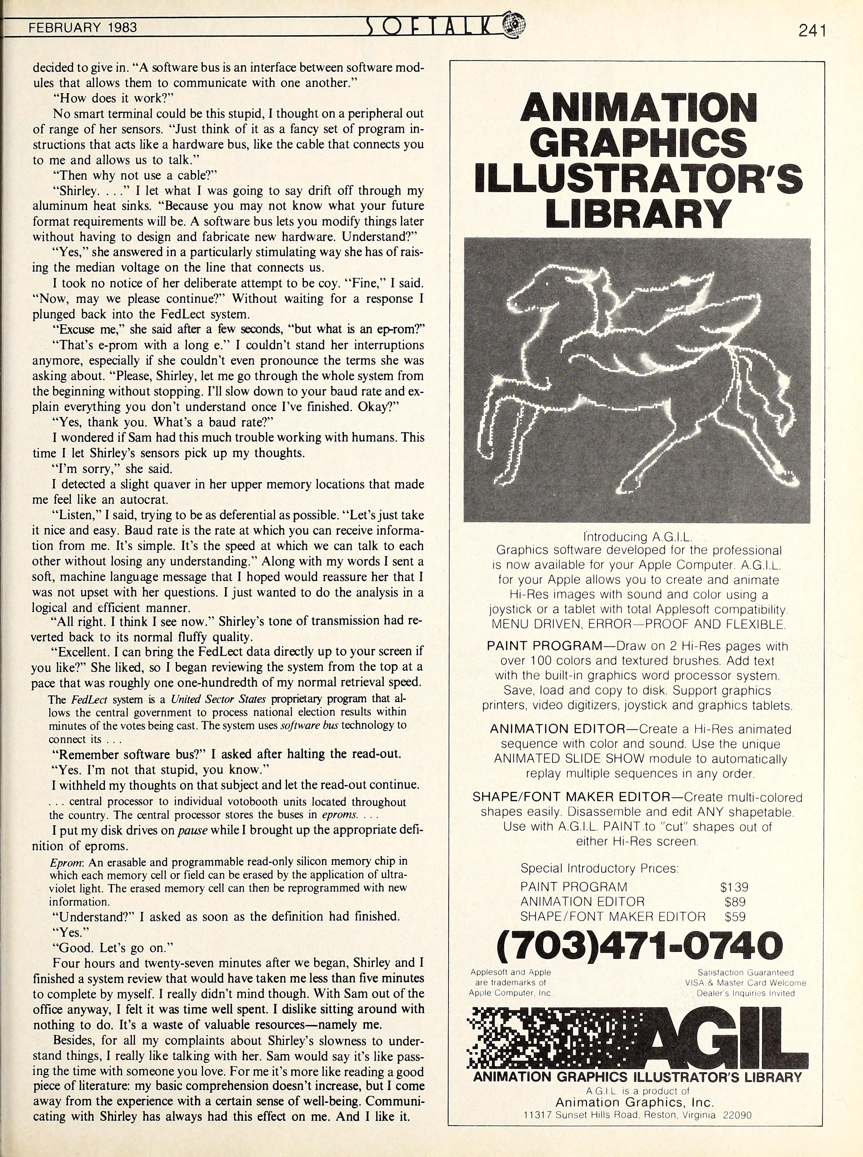 FEBRUARY 1983
SOFTALK
241
decided to give in. “A software bus is an interface between software mod-
ules that allows them to communicate with one another.”
“How does it work?”
No smart terminal could be this stupid, I thought on a peripheral out
of range of her sensors. “Just think of it as a fancy set of program in-
structions that acts like a hardware bus, like the cable that connects you
to me and allows us to talk.”
“Then why not use a cable?”
“Shirley. . . .” I let what I was going to say drift off through my
aluminum heat sinks. “Because you may not know what your future
format requirements will be. A software bus lets you modify things later
without having to design and fabricate new hardware. Understand?”
“Yes,” she answered in a particularly stimulating way she has of rais-
ing the median voltage on the line that connects us.
I took no notice of her deliberate attempt to be coy. “Fine,” I said.
“Now, may we please continue?” Without waiting for a response I
plunged back into the FedLect system.
“Excuse me,” she said after a few seconds, “but what is an ep-rom?”
“That’s e-prom with a long e.” I couldn’t stand her interruptions
anymore, especially if she couldn’t even pronounce the terms she was
asking about. “Please, Shirley, let me go through the whole system from
the beginning without stopping. I’ll slow down to your baud rate and ex-
plain everything you don’t understand once I’ve finished. Okay?”
“Yes, thank you. What’s a baud rate?”
I wondered if Sam had this much trouble working with humans. This
time I let Shirley’s sensors pick up my thoughts.
“I’m sorry,” she said.
I detected a slight quaver in her upper memory locations that made
me feel like an autocrat.
“Listen,” I said, trying to be as deferential as possible. “Let’s just take
it nice and easy. Baud rate is the rate at which you can receive informa-
tion from me. It’s simple. It’s the speed at which we can talk to each
other without losing any understanding.” Along with my words I sent a
soft, machine language message that I hoped would reassure her that I
was not upset with her questions. I just wanted to do the analysis in a
logical and efficient manner.
“All right. I think I see now.” Shirley’s tone of transmission had re-
verted back to its normal fluffy quality.
“Excellent. I can bring the FedLect data directly up to your screen if
you like?” She liked, so I began reviewing the system from the top at a
pace that was roughly one one-hundredth of my normal retrieval speed.
The FedLect system is a United Sector States proprietary program that al-
lows the central government to process national election results within
minutes of the votes being cast. The system uses software bus technology to
connect its . . .
“Remember software bus?” I asked after halting the read-out.
“Yes. I’m not that stupid, you know.”
I withheld my thoughts on that subject and let the read-out continue.
. . . central processor to individual votobooth units located throughout
the country. The central processor stores the buses in eproms. . . .
I put my disk drives on pause while I brought up the appropriate defi-
nition of eproms.
Eprom: An erasable and programmable read-only silicon memory chip in
which each memory cell or field can be erased by the application of ultra-
violet light. The erased memory cell can then be reprogrammed with new
information.
“Understand?” I asked as soon as the definition had finished.
“Yes.”
“Good. Let’s go on.”
Four hours and twenty-seven minutes after we began, Shirley and I
finished a system review that would have taken me less than five minutes
to complete by myself. I really didn’t mind though. With Sam out of the
office anyway, I felt it was time well spent. I dislike sitting around with
nothing to do. It’s a waste of valuable resources—namely me.
Besides, for all my complaints about Shirley’s slowness to under-
stand things, I really like talking with her. Sam would say it’s like pass-
ing the time with someone you love. For me it’s more like reading a good
piece of literature: my basic comprehension doesn’t increase, but I come
away from the experience with a certain sense of well-being. Communi-
cating with Shirley has always had this effect on me. And I like it.
ANIMATION
GRAPHICS
ILLUSTRATOR’S
LIBRARY
Introducing A.G.I.L.
Graphics software developed for the professional
is now available for your Apple Computer. A.G.I.L.
for your Apple allows you to create and animate
Hi-Res images with sound and color using a
joystick or a tablet with total Applesoft compatibility.
MENU DRIVEN, ERROR—PROOF AND FLEXIBLE.
PAINT PROGRAM—Draw on 2 Hi-Res pages with
over 100 colors and textured brushes. Add text
with the built-in graphics word processor system.
Save, load and copy to disk. Support graphics
printers, video digitizers, joystick and graphics tablets.
ANIMATION EDITOR—Create a Hi-Res animated
sequence with color and sound. Use the unique
ANIMATED SLIDE SHOW module to automatically
replay multiple sequences in any order.
SHAPE/FONT MAKER EDITOR—Create multi-colored
shapes easily. Disassemble and edit ANY shapetable.
Use with A.G.I.L. PAINT to “cut” shapes out of
either Hi-Res screen.
Special Introductory Prices:
PAINT PROGRAM $139
ANIMATION EDITOR $89
SHAPE/FONT MAKER EDITOR $59
(703)471-0740
Applesoft and Apple
are trademarks of
Apple Computer, Inc.
Satisfaction Guaranteed
VISA & Master Card Welcome
Dealer’s Inquiries Invited
AGIL
ANIMATION GRAPHICS ILLUSTRATOR’S LIBRARY
A.G.I.L. is a product of
Animation Graphics, Inc.
11317 Sunset Hills Road, Reston, Virginia 22090